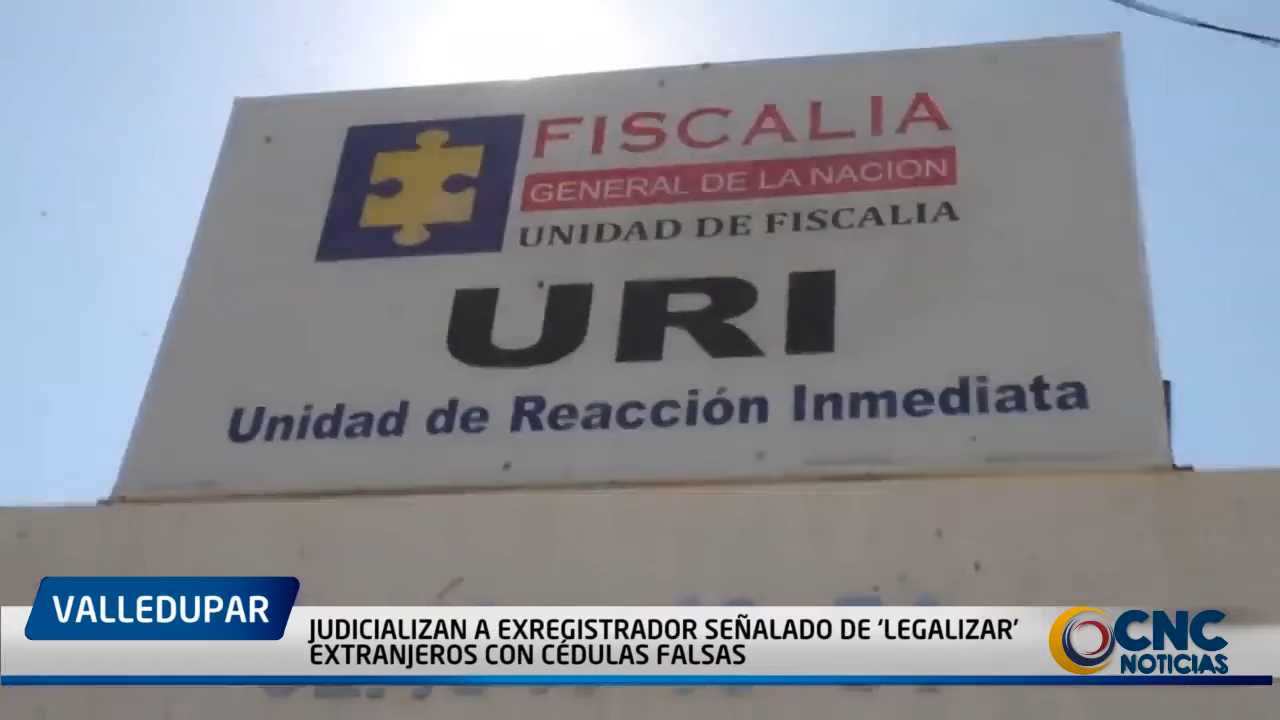 FISCALIA
GENERAL DE LA NACION
UNIDAD DE FISCALIA
URI
Unidad de Reacción Inmediata
VALLEDUPAR
JUDICIALIZAN A EXREGISTRADOR SEÑALADO DE ‘LEGALIZAR’
EXTRANJEROS CON CÉDULAS FALSAS
CNC
NOTICIAS